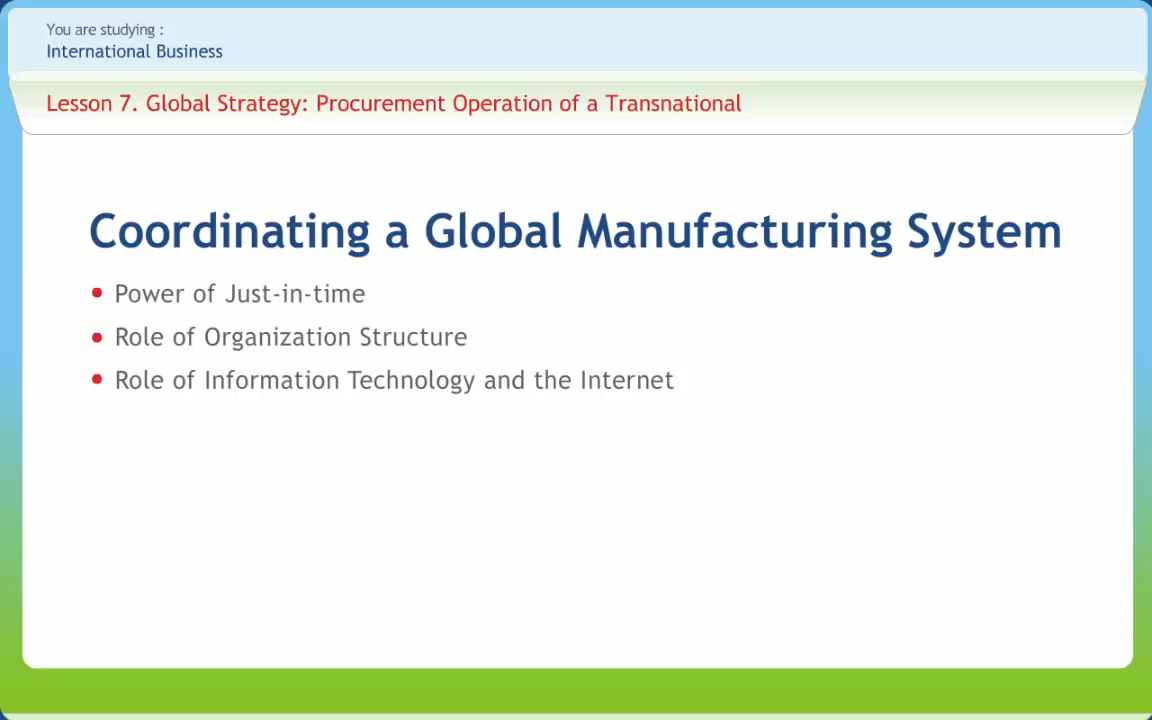 You are studying :
International Business
Lesson 7. Global Strategy: Procurement Operation of a Transnational
Coordinating a Global Manufacturing System
• Power of Just-in-time
• Role of Organization Structure
• Role of Information Technology and the Internet